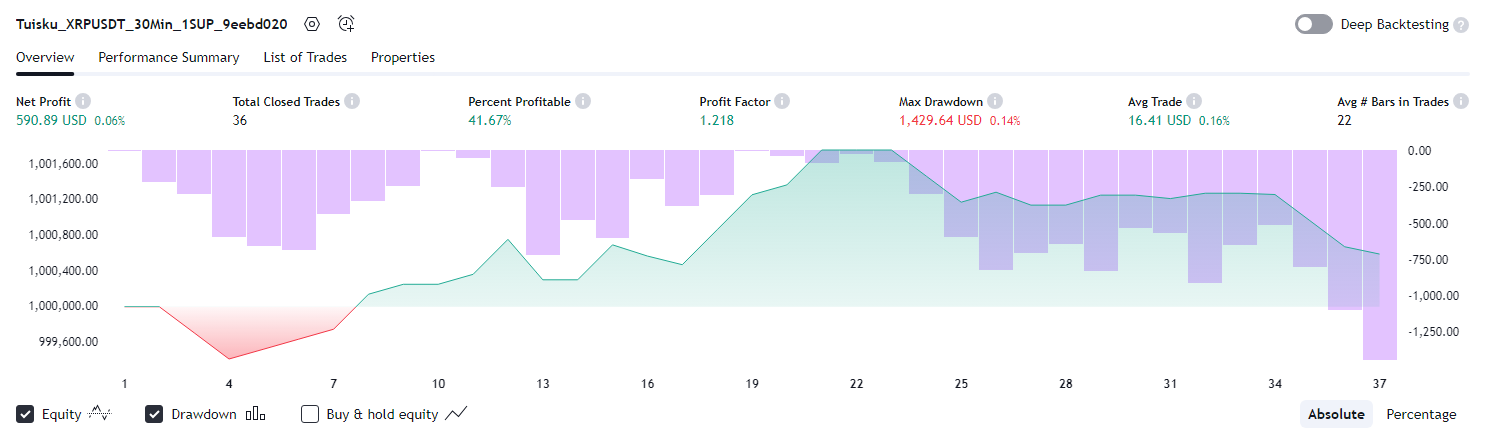 Tuisku_XRPUSDT_30Min_1SUP_9eebd020
Deep Backtesting ?
Overview Performance Summary List of Trades Properties
Net Profit i Total Closed Trades i Percent Profitable i Profit Factor i Max Drawdown i Avg Trade i Avg # Bars in Trades i
590.89 USD 0.06% 36 41.67% 1.218 1,429.64 USD 0.14% 16.41 USD 0.16% 22
1,001,600.00 0.00
1,001,200.00 -250.00
1,000,800.00 -500.00
1,000,400.00 -750.00
1,000,000.00 -1,000.00
999,600.00 -1,250.00
1 4 7 10 13 16 19 22 25 28 31 34 37
Equity Drawdown Buy & hold equity Absolute Percentage